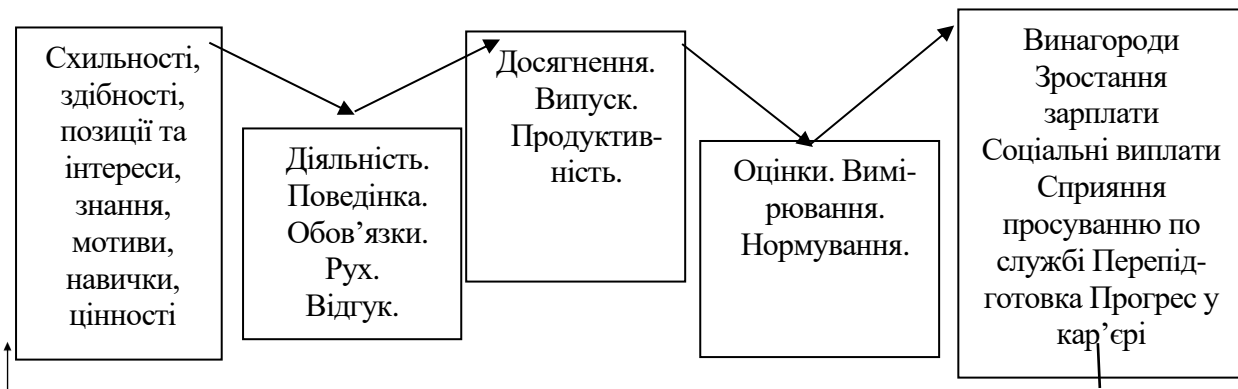 Схильності,
здібності,
позиції та
інтереси,
знання,
мотиви,
навички,
цінності
Діяльність.
Поведінка.
Обов’язки.
Рух.
Відгук.
Досягнення.
Випуск.
Продуктив-
ність.
Оцінки. Вимі-
рювання.
Нормування.
Винагороди
Зростання
зарплати
Соціальні виплати
Сприяння
просуванню по
службі Перепід-
готовка Прогрес у
кар’єрі